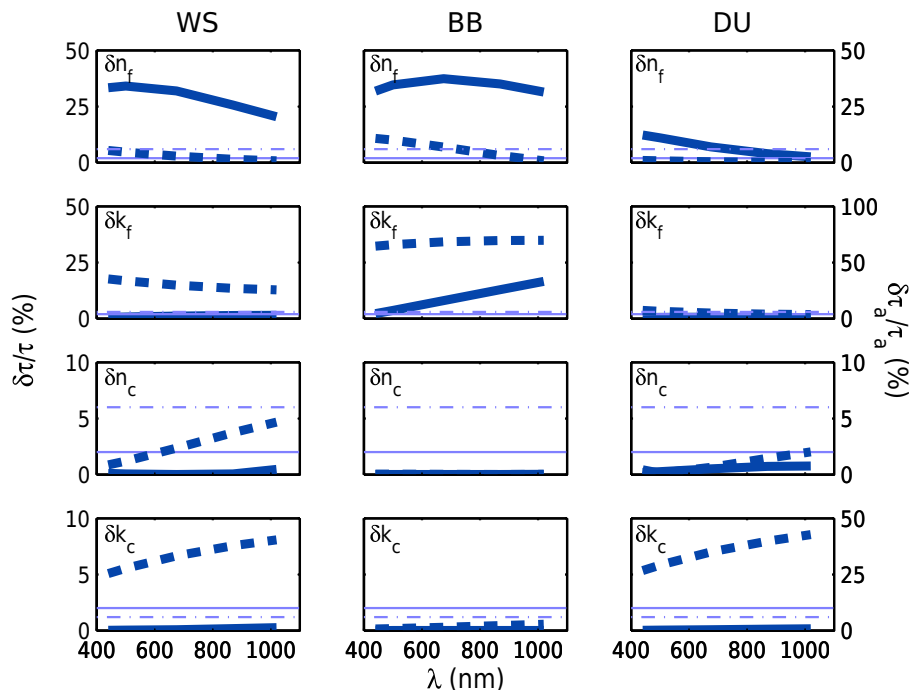 WS BB DU
50 δn_f δn_f δn_f 50
25 25
0 0
50 δk_f δk_f δk_f 100
25 50
0 0
δτ/τ (%)
δτ_a/τ_a (%)
10 δn_c δn_c δn_c 10
5 5
0 0
10 δk_c δk_c δk_c 50
5 25
0 0
400 600 800 1000 400 600 800 1000 400 600 800 1000
λ (nm)